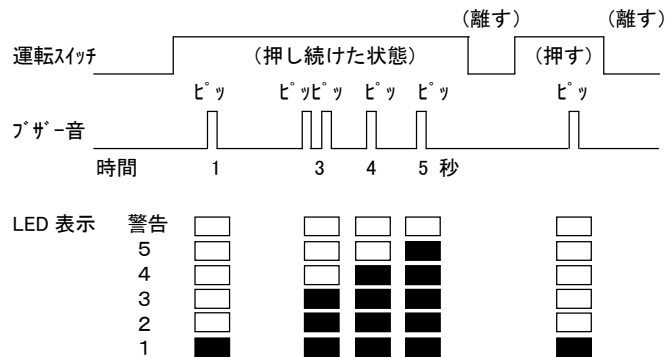 (離す) (離す)
運転スイッチ (押し続けた状態) (押す)
ピッ ピッピッ ピッ ピッ ピッ
ブザー音
時間 1 3 4 5 秒
LED 表示 警告
5
4
3
2
1